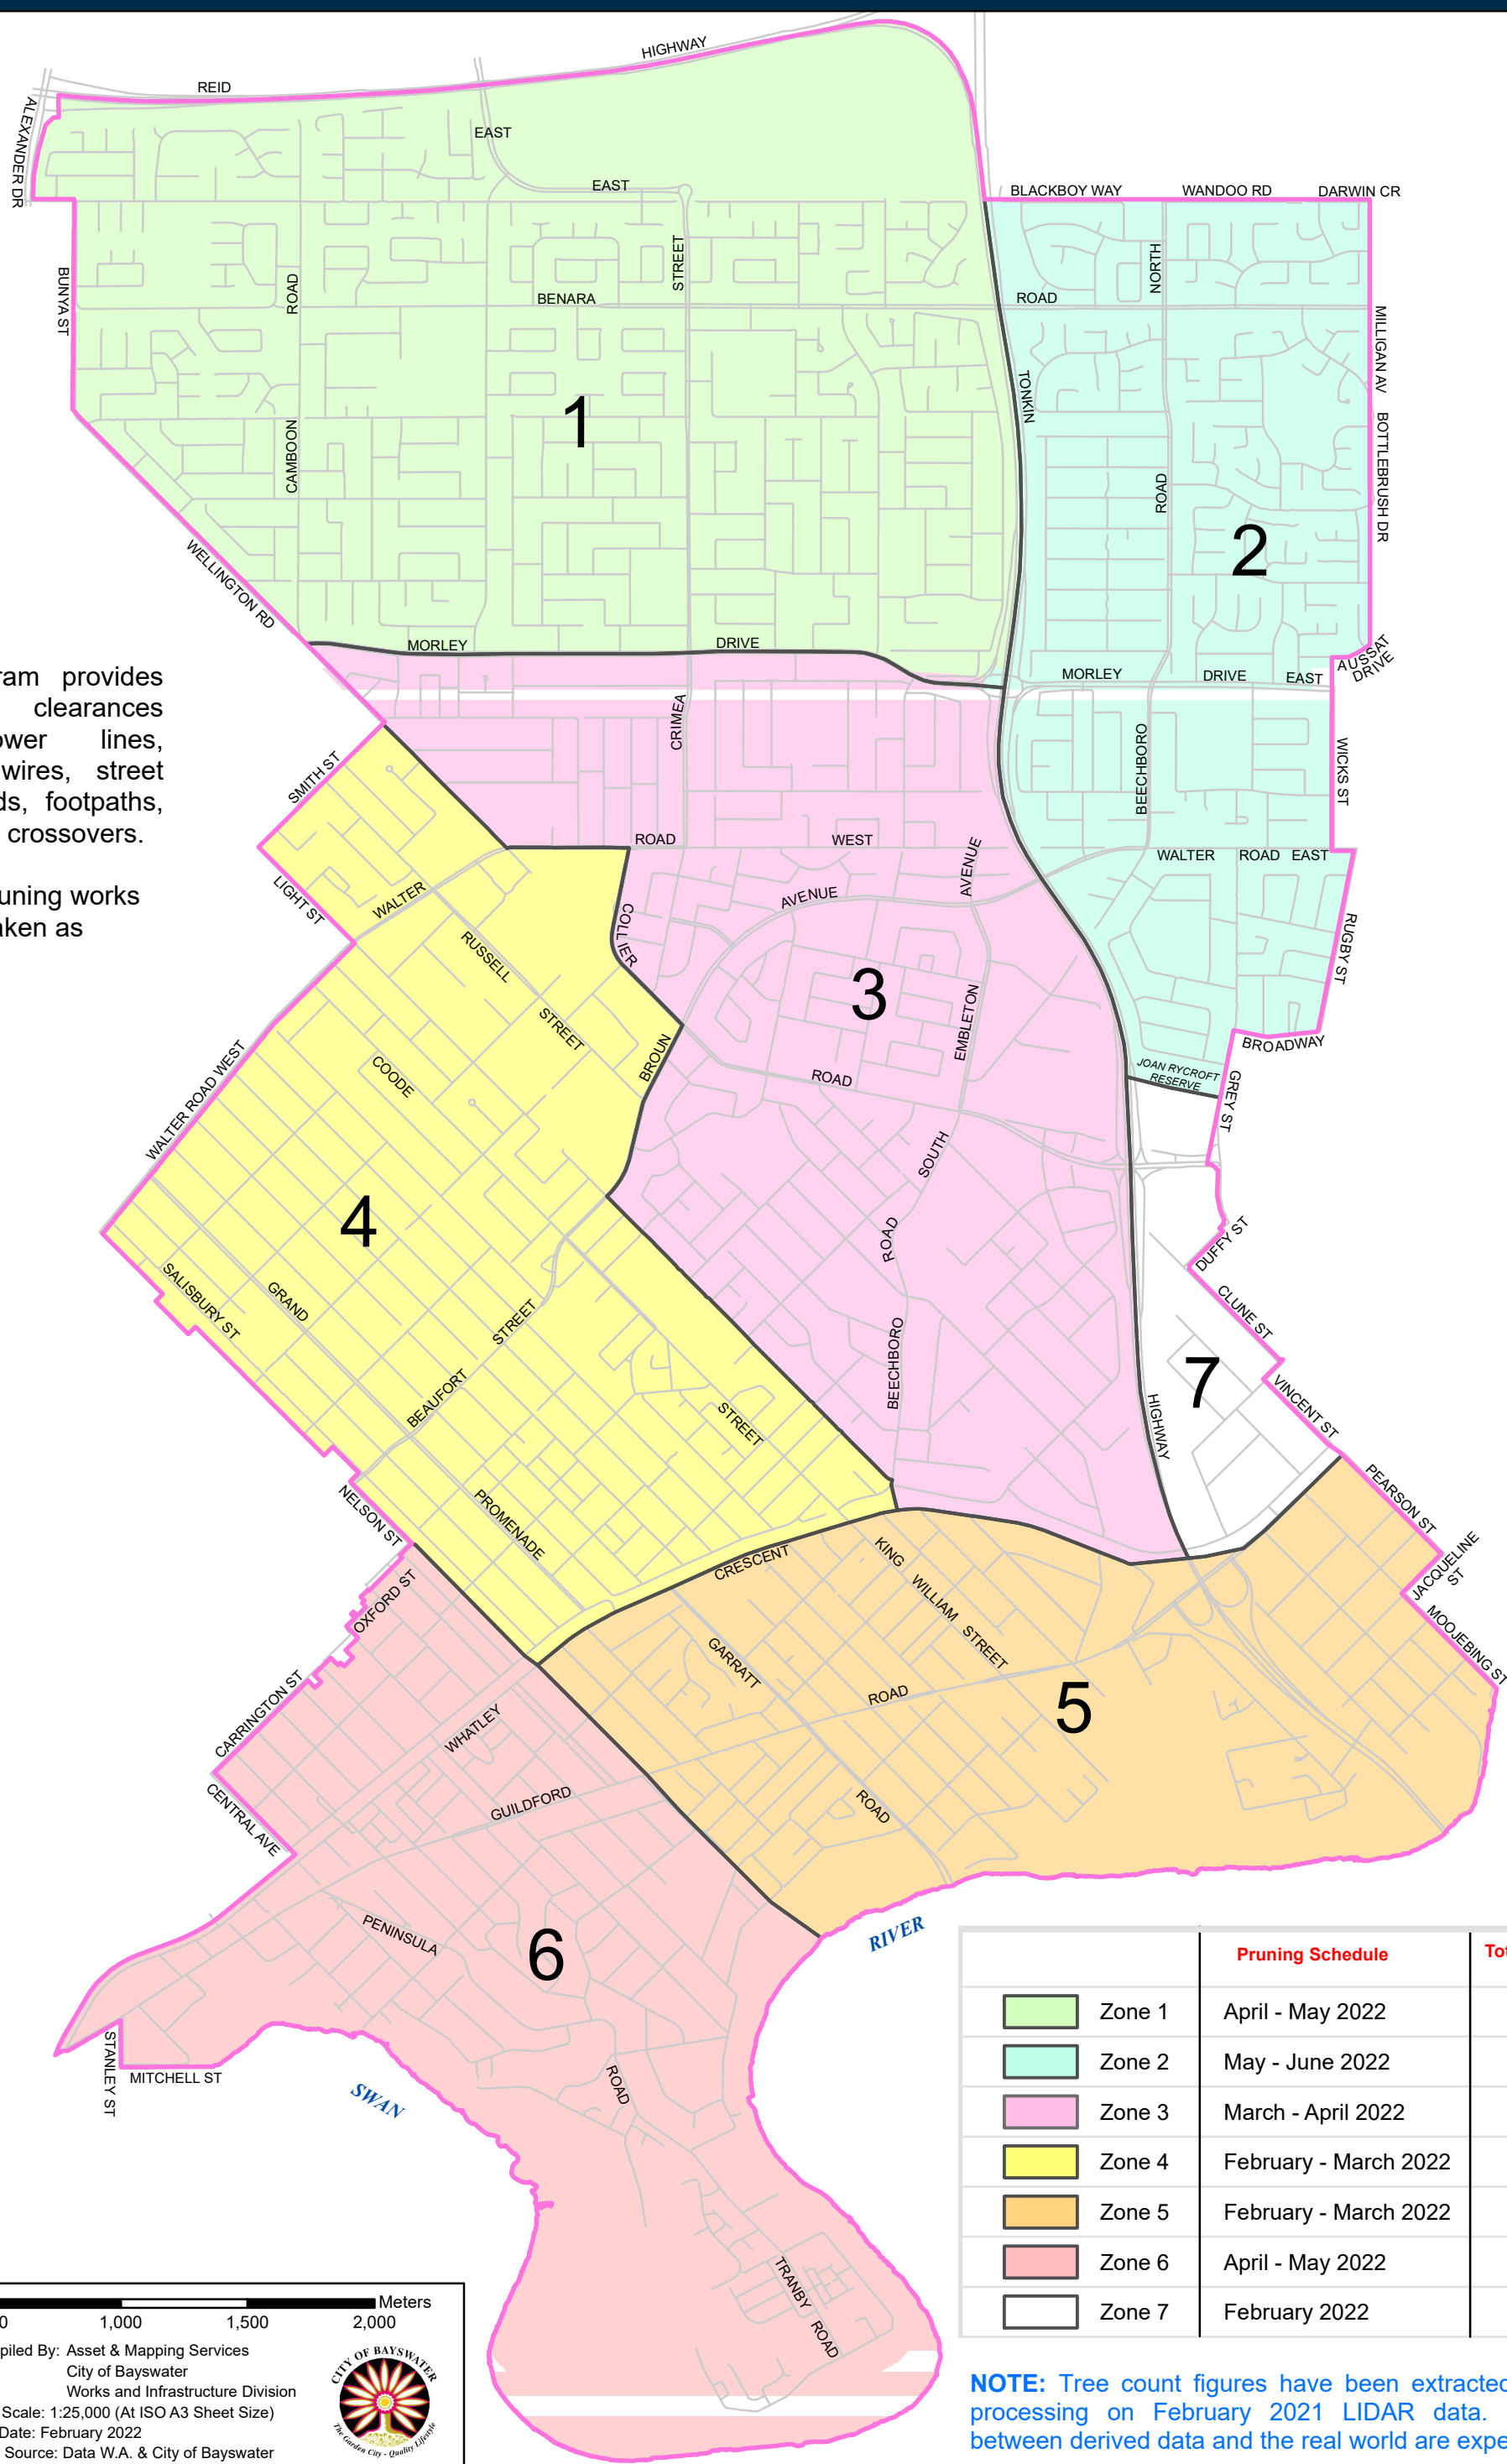 REID
HIGHWAY
ALEXANDER DR
EAST
EAST
BLACKBOY WAY
WANDOO RD
DARWIN CR
BUNYA ST
ROAD
STREET
BENARA
ROAD
NORTH
MILLIGAN AV
TONKIN
1
CAMBOON
BOTTLEBRUSH DR
ROAD
2
WELLINGTON RD
MORLEY
DRIVE
MORLEY
DRIVE
EAST
AUSSAT
DRIVE
provides
clearances
lines,
wires, street
footpaths,
crossovers.
works
as
CRIMEA
SMITH ST
BEECHBORO
WICKS ST
ROAD
WEST
WALTER
ROAD
EAST
LIGHT ST
WALTER
AVENUE
AVENUE
COLLIER
RUSSELL
STREET
RUGBY ST
3
EMBLETON
BROUN
BROADWAY
WALTER ROAD WEST
COODE
ROAD
JOAN RYCROFT
RESERVE
GREY ST
SOUTH
4
ROAD
DUFFY ST
SALISBURY ST
GRAND
STREET
CLUNE ST
BEECHBORO
7
BEAUFORT
STREET
HIGHWAY
VINCENT ST
NELSON ST
PROMENADE
PEARSON ST
CRESCENT
KING
WILLIAM
STREET
JACQUELINE
ST
OXFORD ST
MOOJEBING ST
GARRATT
ROAD
5
CARRINGTON ST
WHATLEY
CENTRAL AVE
GUILDFORD
ROAD
PENINSULA
6
RIVER
STANLEY ST
MITCHELL ST
SWAN
ROAD
TRANBY
ROAD
Pruning Schedule
Zone 1 April - May 2022
Zone 2 May - June 2022
Zone 3 March - April 2022
Zone 4 February - March 2022
Zone 5 February - March 2022
Zone 6 April - May 2022
Zone 7 February 2022
NOTE: Tree count figures have been extracted
processing on February 2021 LIDAR data.
between derived data and the real world are
Meters
1,000 1,500 2,000
By: Asset & Mapping Services
City of Bayswater
Works and Infrastructure Division
Scale: 1:25,000 (At ISO A3 Sheet Size)
Date: February 2022
Source: Data W.A. & City of Bayswater
CITY OF BAYSWATER
The Garden City - Quality Lifestyle